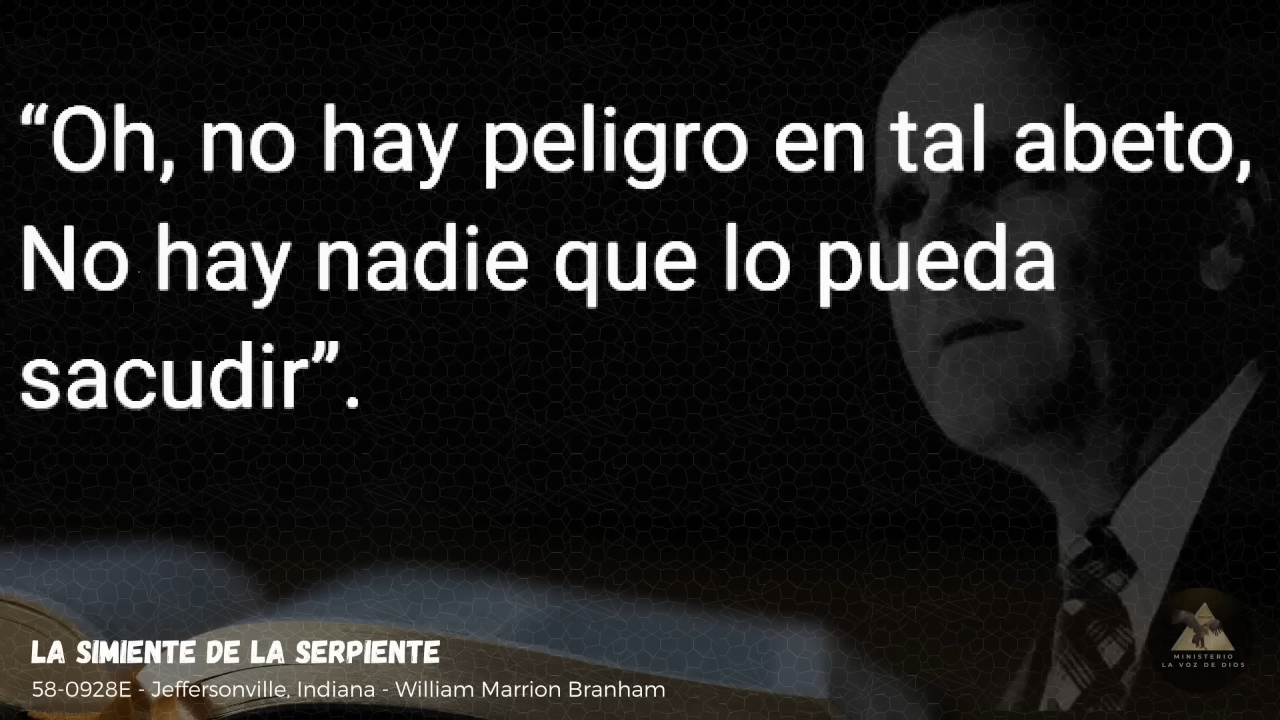 “Oh, no hay peligro en tal abeto,
No hay nadie que lo pueda
sacudir”.
LA SIMIENTE DE LA SERPIENTE
58-0928E - Jeffersonville, Indiana - William Marrion Branham
MINISTERIO
LA VOZ DE DIOS